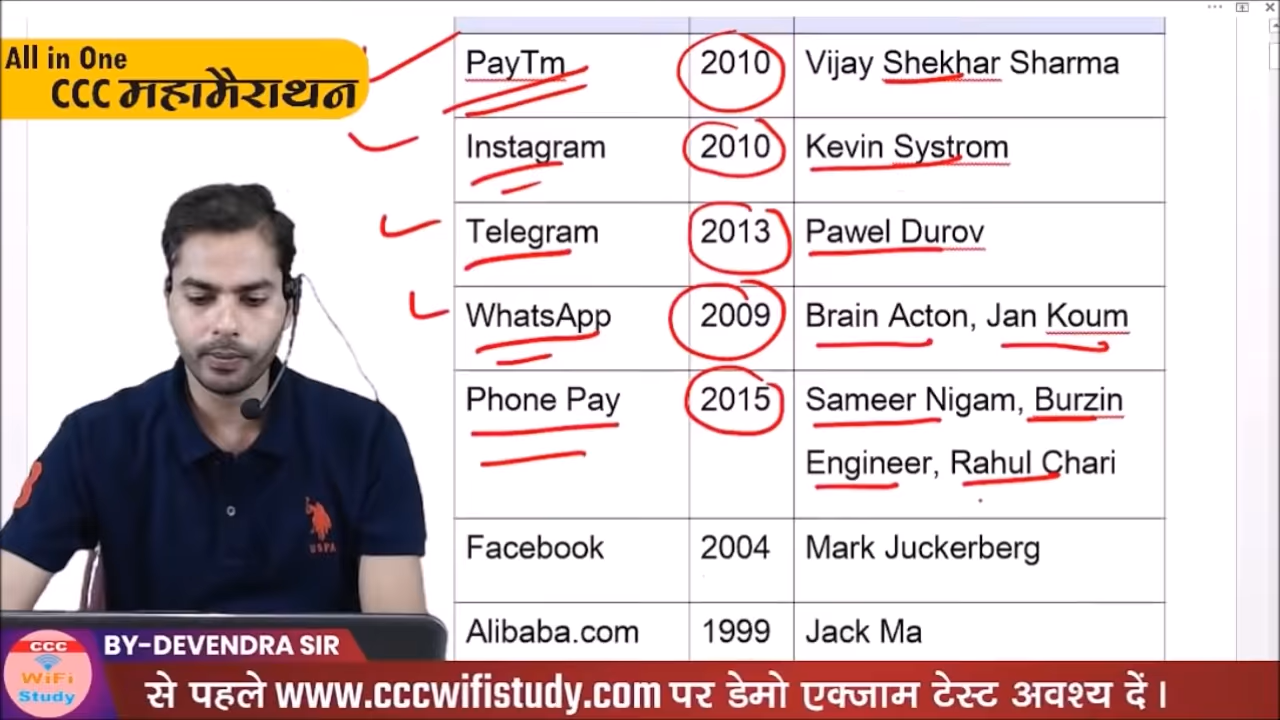 All in One
CCC महामैराथन
PayTm 2010 Vijay Shekhar Sharma
Instagram 2010 Kevin Systrom
Telegram 2013 Pawel Durov
WhatsApp 2009 Brain Acton, Jan Koum
Phone Pay 2015 Sameer Nigam, Burzin
Engineer, Rahul Chari
Facebook 2004 Mark Juckerberg
Alibaba.com 1999 Jack Ma
3
USPA
CCC
WiFi
Study
BY-DEVENDRA SIR
से पहले www.cccwifistudy.com पर डेमो एक्जाम टेस्ट अवश्य दें।